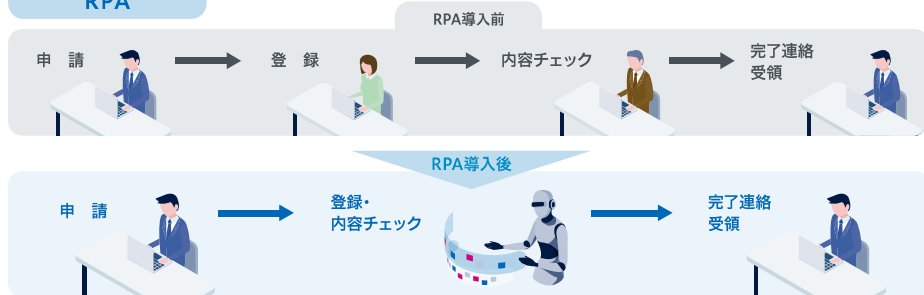 RPA
RPA導入前
申　請
登　録
内容チェック
完了連絡
受領
RPA導入後
申　請
登録・
内容チェック
完了連絡
受領